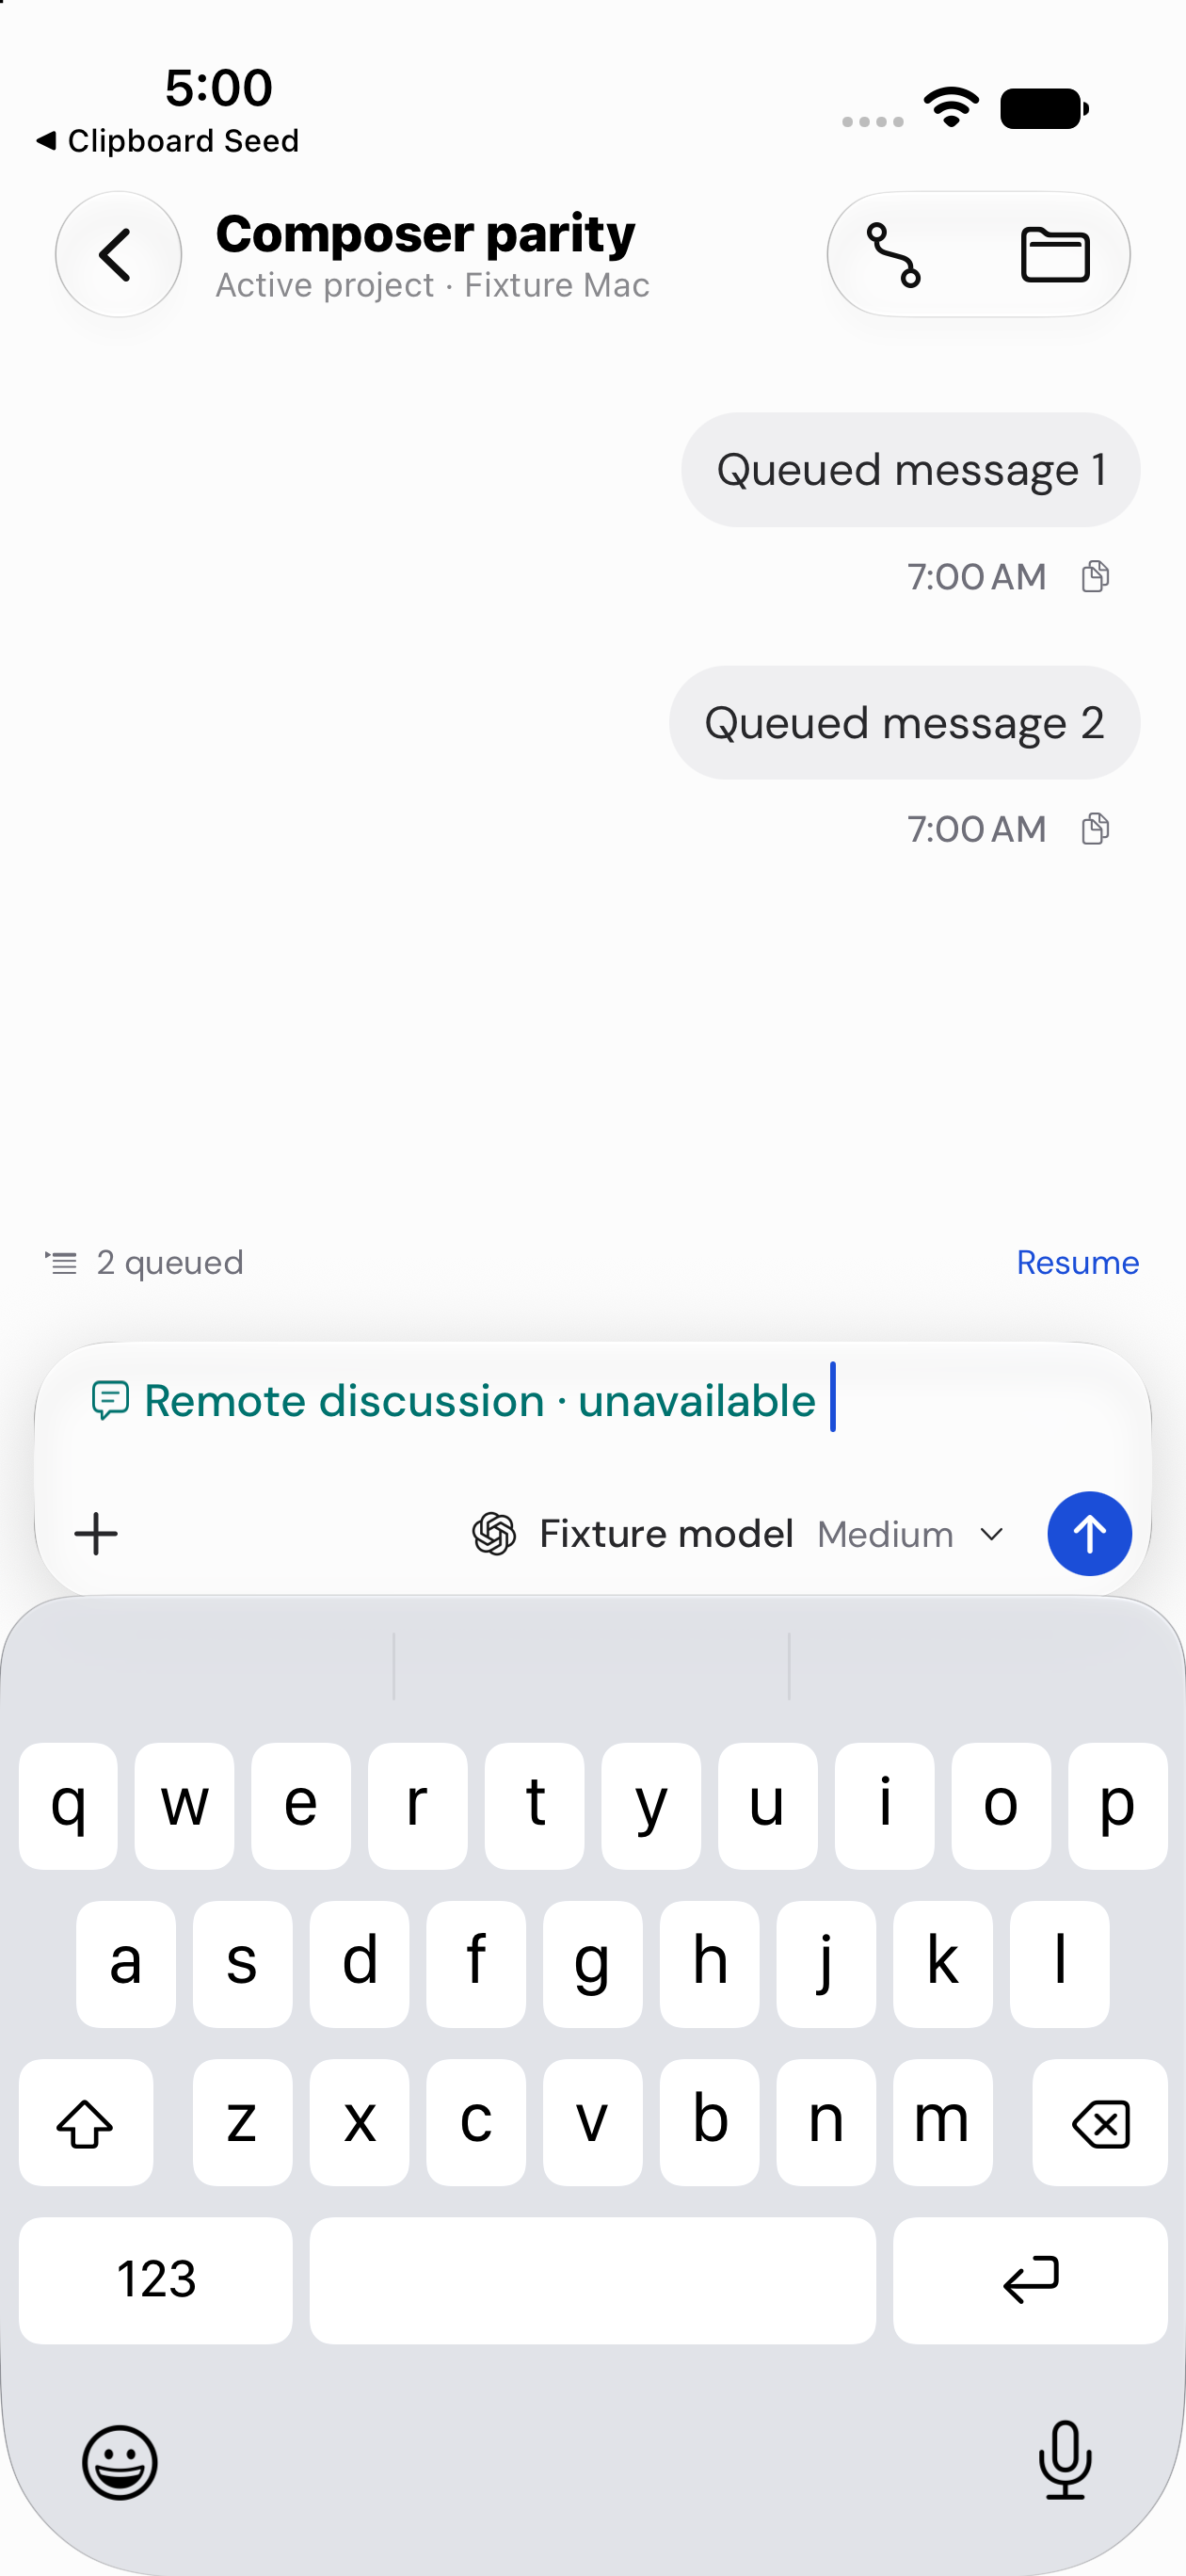 5:00
Clipboard Seed
Composer parity
Active project · Fixture Mac
Queued message 1
7:00 AM
Queued message 2
7:00 AM
2 queued Resume
Remote discussion · unavailable
Fixture model Medium
q w e r t y u i o p
a s d f g h j k l
z x c v b n m
123